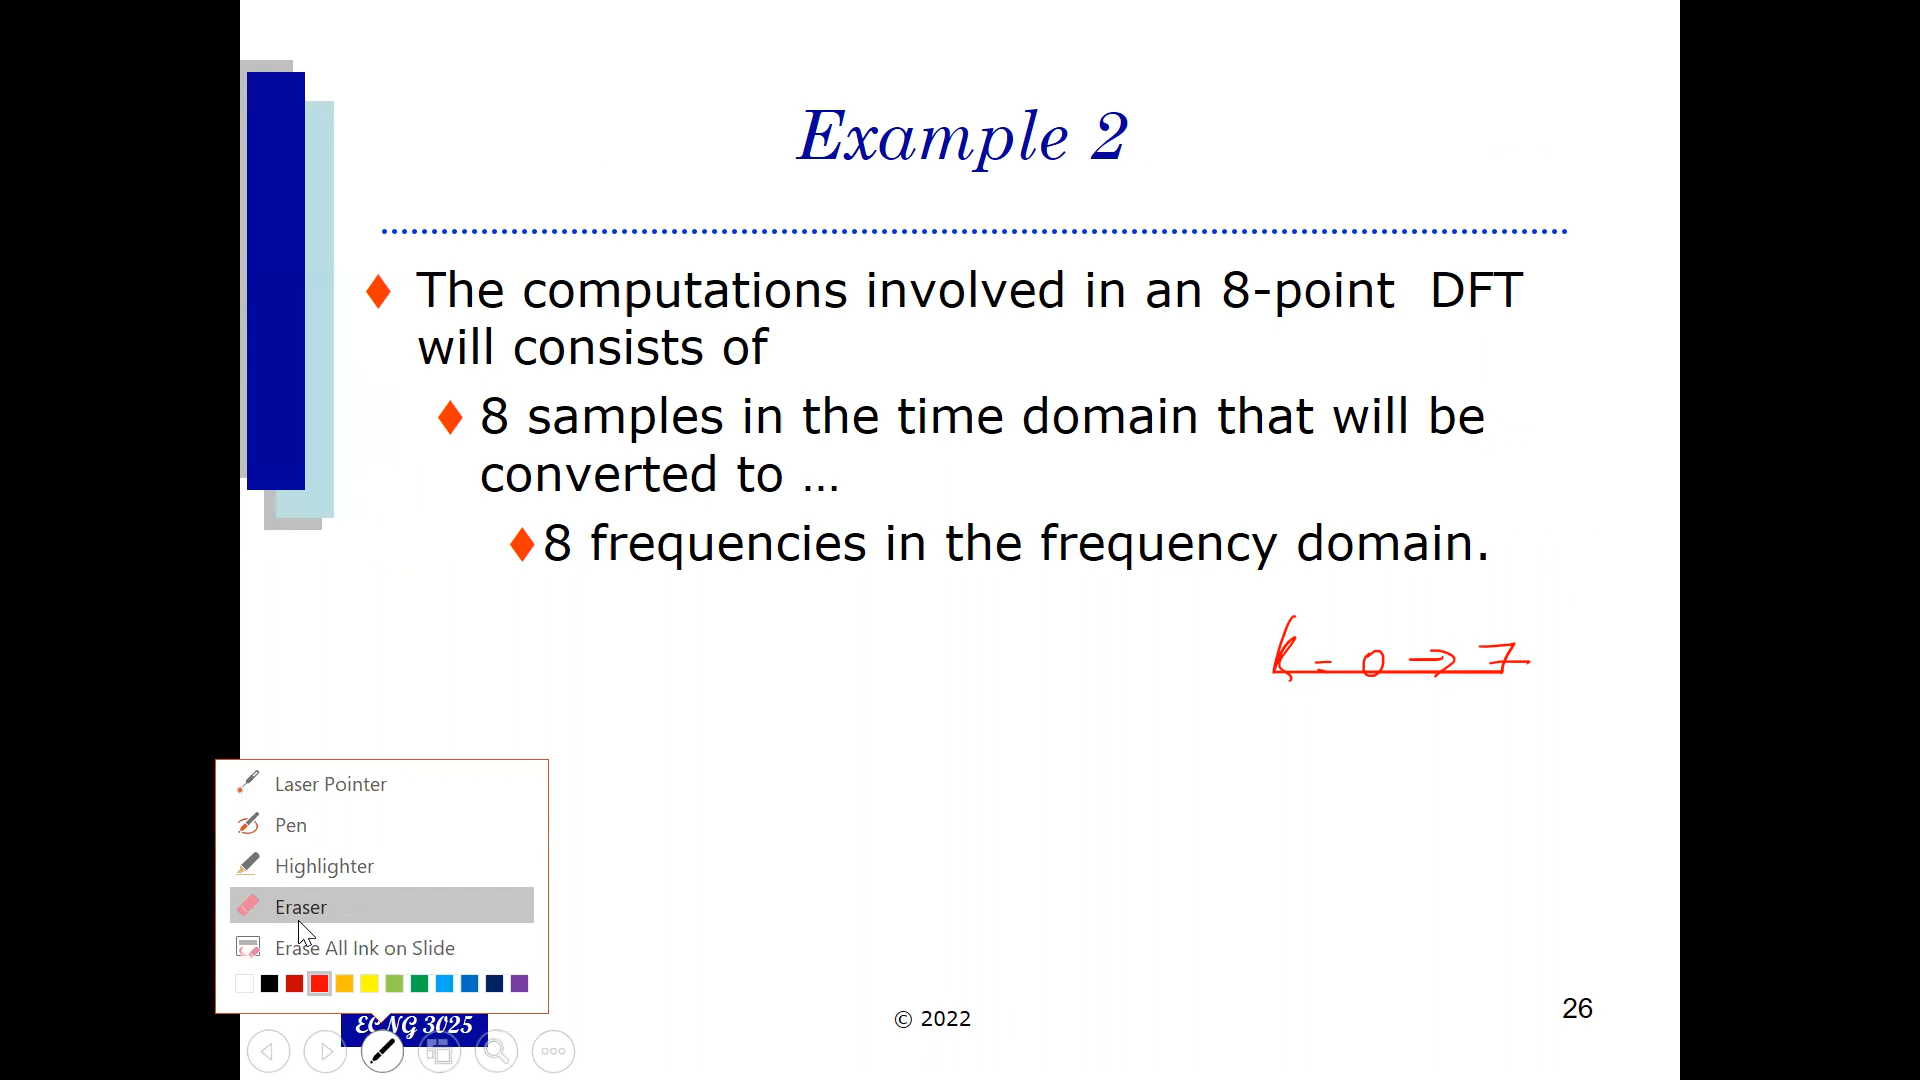 Example 2
The computations involved in an 8-point DFT
will consists of
8 samples in the time domain that will be
converted to ...
8 frequencies in the frequency domain.
k = 0 → 7
Laser Pointer
Pen
Highlighter
Eraser
Erase All Ink on Slide
ECNG 3025
© 2022
26